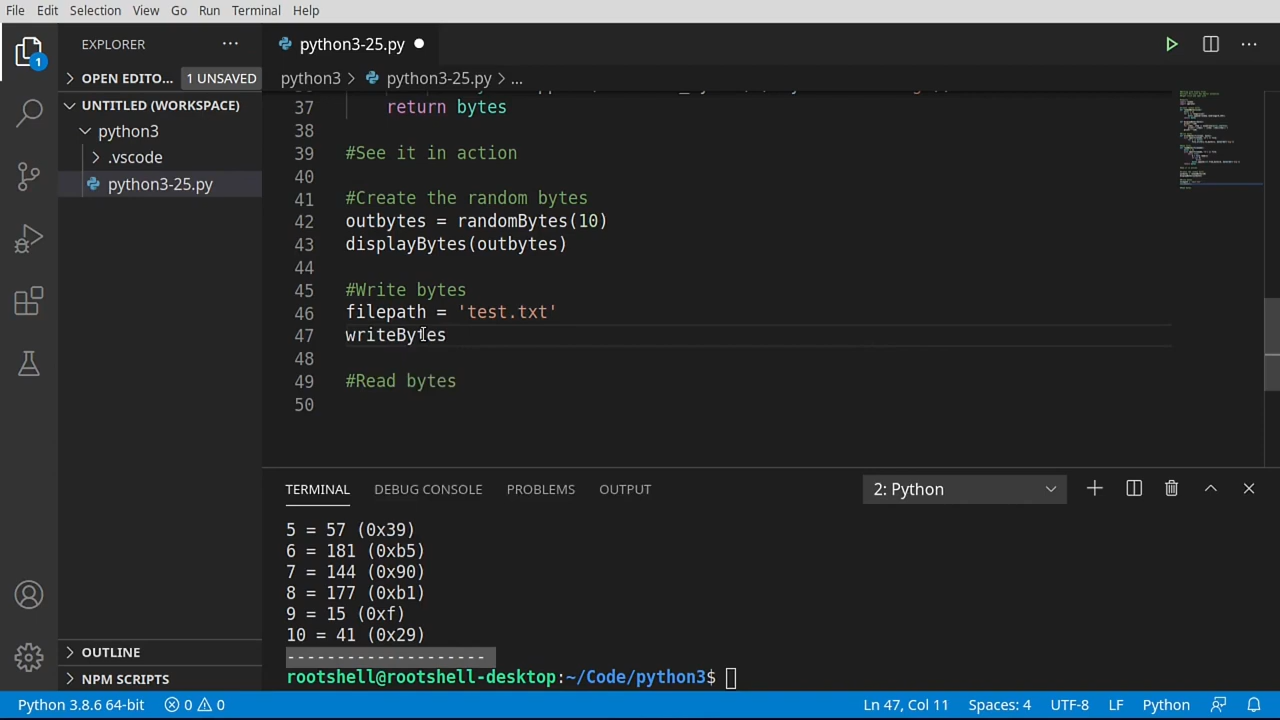 File Edit Selection View Go Run Terminal Help
EXPLORER
OPEN EDITO... 1 UNSAVED
UNTITLED (WORKSPACE)
python3
.vscode
python3-25.py
OUTLINE
NPM SCRIPTS
1
python3-25.py
python3 > python3-25.py > ...
37 return bytes
38
39 #See it in action
40
41 #Create the random bytes
42 outbytes = randomBytes(10)
43 displayBytes(outbytes)
44
45 #Write bytes
46 filepath = 'test.txt'
47 writeBytes
48
49 #Read bytes
50
TERMINAL DEBUG CONSOLE PROBLEMS OUTPUT 2: Python
5 = 57 (0x39)
6 = 181 (0xb5)
7 = 144 (0x90)
8 = 177 (0xb1)
9 = 15 (0xf)
10 = 41 (0x29)
--------------------
rootshell@rootshell-desktop:~/Code/python3$
Python 3.8.6 64-bit 0 0 Ln 47, Col 11 Spaces: 4 UTF-8 LF Python